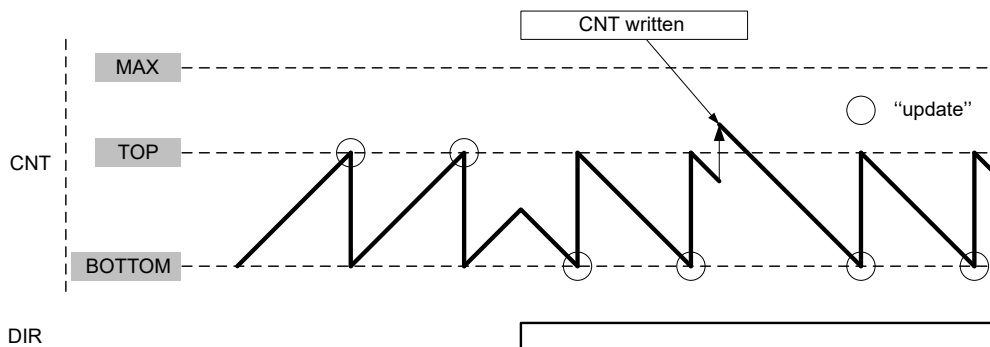 CNT written
MAX
“update”
TOP
CNT
BOTTOM
DIR